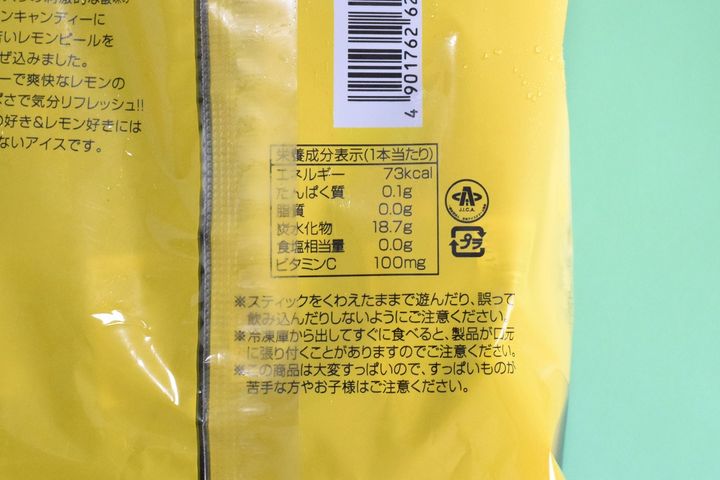 ンキャンディーに
いレモンピールを
ぜ込みました。
ーで爽快なレモンの
ぱさで気分リフレッシュ!!
の好き&レモン好きには
ないアイスです。
4 901762 62
栄養成分表示(1本当たり)
エネルギー 73kcal
たんぱく質 0.1g
脂質 0.0g
炭水化物 18.7g
食塩相当量 0.0g
ビタミンC 100mg
J.I.C.A.
プラ
※スティックをくわえたままで遊んだり、誤って
飲み込んだりしないようにご注意ください。
※冷凍庫から出してすぐに食べると、製品が口元
に張り付くことがありますのでご注意ください。
※この商品は大変すっぱいので、すっぱいものが
苦手な方やお子様はご注意ください。